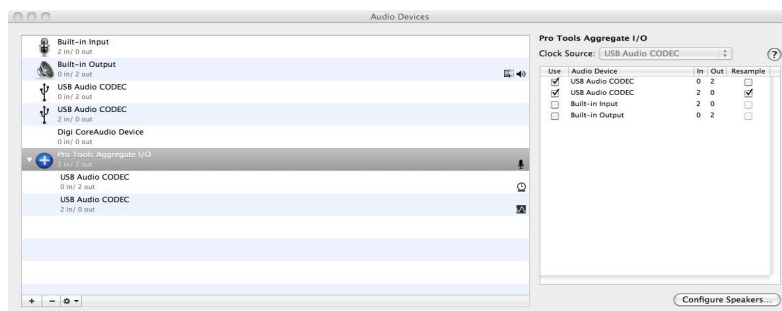 Audio Devices
Built-in Input
2 in/ 0 out
Built-in Output
0 in/ 2 out
USB Audio CODEC
0 in/ 2 out
USB Audio CODEC
2 in/ 0 out
Digi CoreAudio Device
0 in/ 0 out
Pro Tools Aggregate I/O
2 in/ 2 out
USB Audio CODEC
0 in/ 2 out
USB Audio CODEC
2 in/ 0 out
Pro Tools Aggregate I/O
Clock Source: USB Audio CODEC
?
Use Audio Device In Out Resample
USB Audio CODEC 0 2
USB Audio CODEC 2 0
Built-in Input 2 0
Built-in Output 0 2
Configure Speakers...